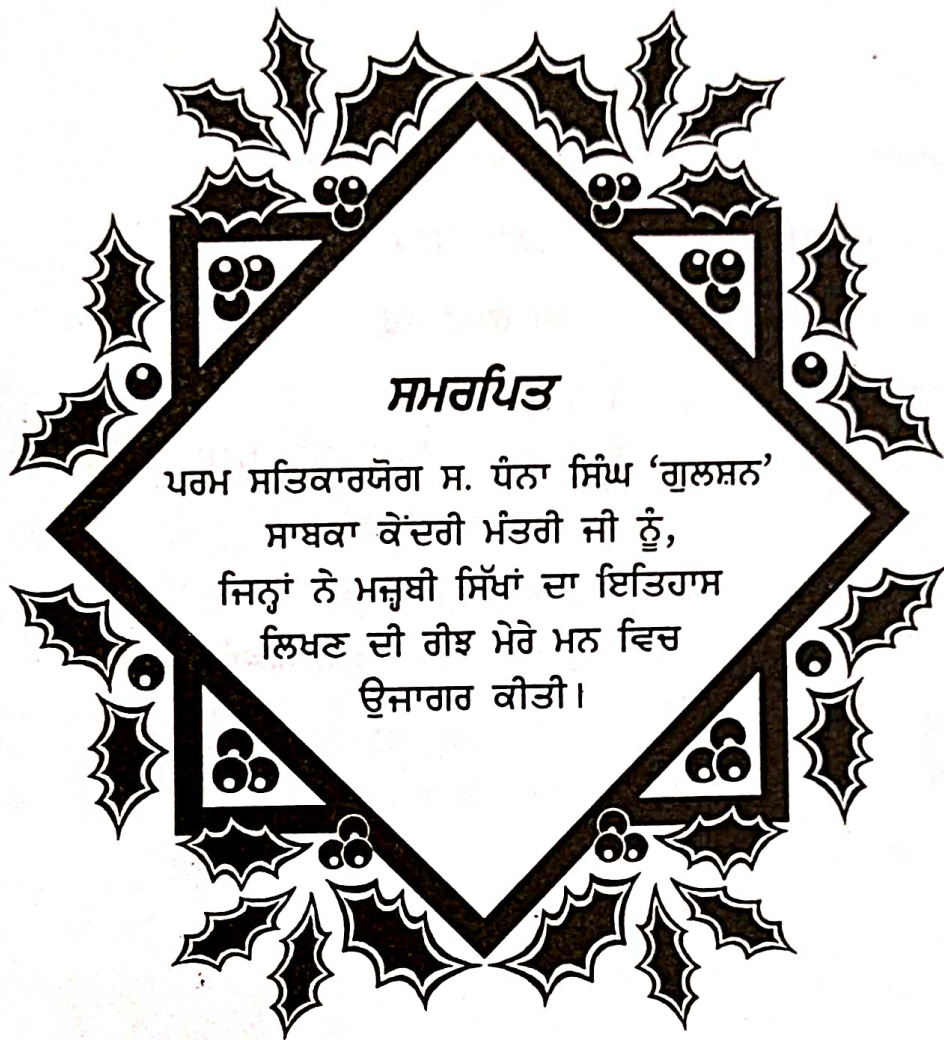 ਸਮਰਪਿਤ
ਪਰਮ ਸਤਿਕਾਰਯੋਗ ਸ. ਧੰਨਾ ਸਿੰਘ ‘ਗੁਲਸ਼ਨ’
ਸਾਬਕਾ ਕੇਂਦਰੀ ਮੰਤਰੀ ਜੀ ਨੂੰ,
ਜਿਨ੍ਹਾਂ ਨੇ ਮਜ਼੍ਹਬੀ ਸਿੱਖਾਂ ਦਾ ਇਤਿਹਾਸ
ਲਿਖਣ ਦੀ ਰੀਝ ਮੇਰੇ ਮਨ ਵਿਚ
ਉਜਾਗਰ ਕੀਤੀ।